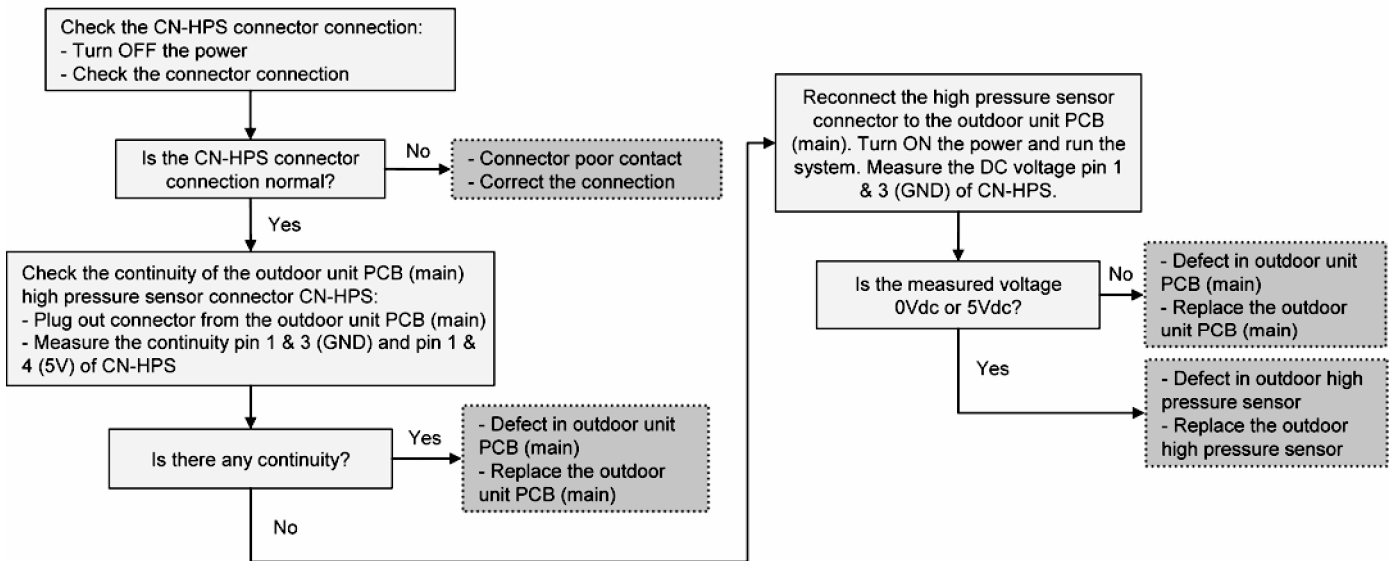 Check the CN-HPS connector connection:
- Turn OFF the power
- Check the connector connection
Is the CN-HPS connector
connection normal?
No
- Connector poor contact
- Correct the connection
Yes
Check the continuity of the outdoor unit PCB (main)
high pressure sensor connector CN-HPS:
- Plug out connector from the outdoor unit PCB (main)
- Measure the continuity pin 1 & 3 (GND) and pin 1 &
4 (5V) of CN-HPS
Is there any continuity?
Yes
- Defect in outdoor unit
PCB (main)
- Replace the outdoor
unit PCB (main)
No
Reconnect the high pressure sensor
connector to the outdoor unit PCB
(main). Turn ON the power and run the
system. Measure the DC voltage pin 1
& 3 (GND) of CN-HPS.
Is the measured voltage
0Vdc or 5Vdc?
No
- Defect in outdoor unit
PCB (main)
- Replace the outdoor
unit PCB (main)
Yes
- Defect in outdoor high
pressure sensor
- Replace the outdoor
high pressure sensor